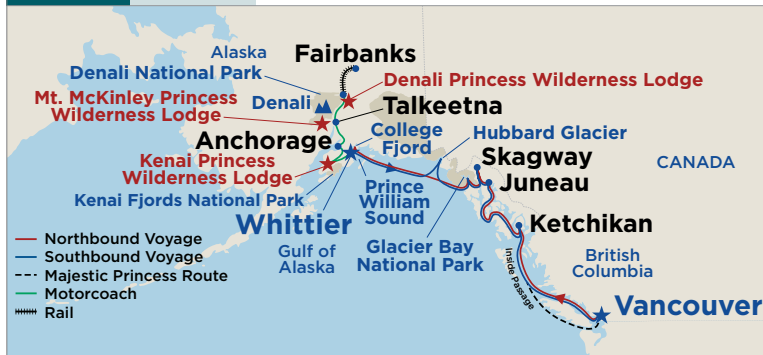 Alaska
Fairbanks
Denali National Park
Denali Princess Wilderness Lodge
Mt. McKinley Princess
Wilderness Lodge
Denali
Talkeetna
Anchorage
College
Fjord
Hubbard Glacier
Kenai Princess
Wilderness Lodge
Skagway
CANADA
Juneau
Kenai Fjords National Park
Prince
William
Sound
Whittier
Ketchikan
Gulf of
Alaska
Glacier Bay
National Park
British
Columbia
Inside Passage
Vancouver
Northbound Voyage
Southbound Voyage
Majestic Princess Route
Motorcoach
Rail